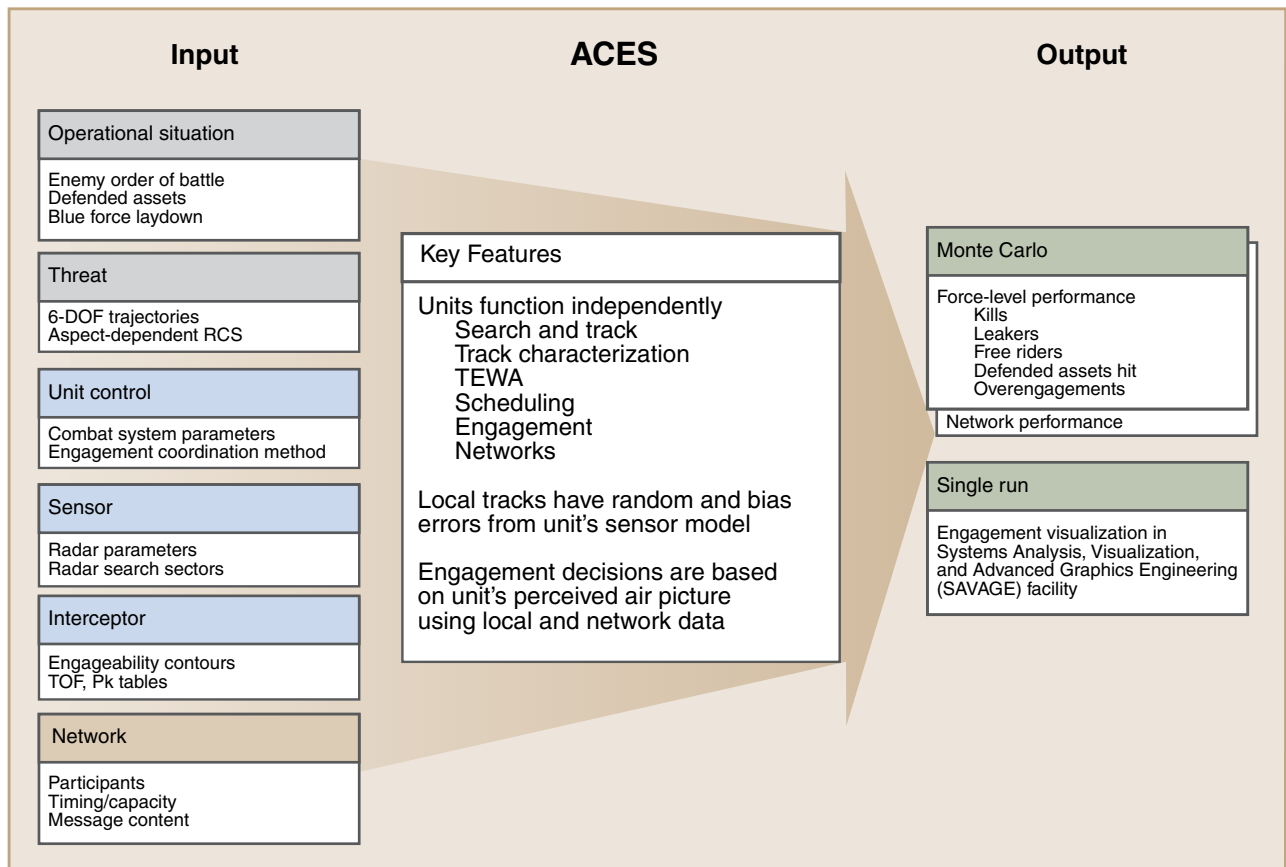 Input
ACES
Output
Operational situation
Enemy order of battle
Defended assets
Blue force laydown
Threat
6-DOF trajectories
Aspect-dependent RCS
Unit control
Combat system parameters
Engagement coordination method
Sensor
Radar parameters
Radar search sectors
Interceptor
Engageability contours
TOF, Pk tables
Network
Participants
Timing/capacity
Message content
Key Features
Units function independently
Search and track
Track characterization
TEWA
Scheduling
Engagement
Networks
Local tracks have random and bias
errors from unit’s sensor model
Engagement decisions are based
on unit’s perceived air picture
using local and network data
Monte Carlo
Force-level performance
Kills
Leakers
Free riders
Defended assets hit
Overengagements
Network performance
Single run
Engagement visualization in
Systems Analysis, Visualization,
and Advanced Graphics Engineering
(SAVAGE) facility